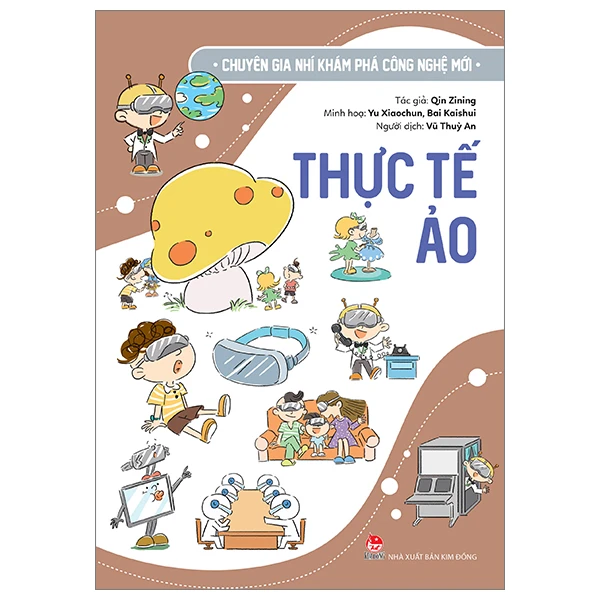 • CHUYÊN GIA NHÍ KHÁM PHÁ CÔNG NGHỆ MỚI •
Tác giả: Qin Zining
Minh hoạ: Yu Xiaochun, Bai Kaishui
Người dịch: Vũ Thuỳ An
THỰC TẾ
ẢO
NHÀ XUẤT BẢN KIM ĐỒNG